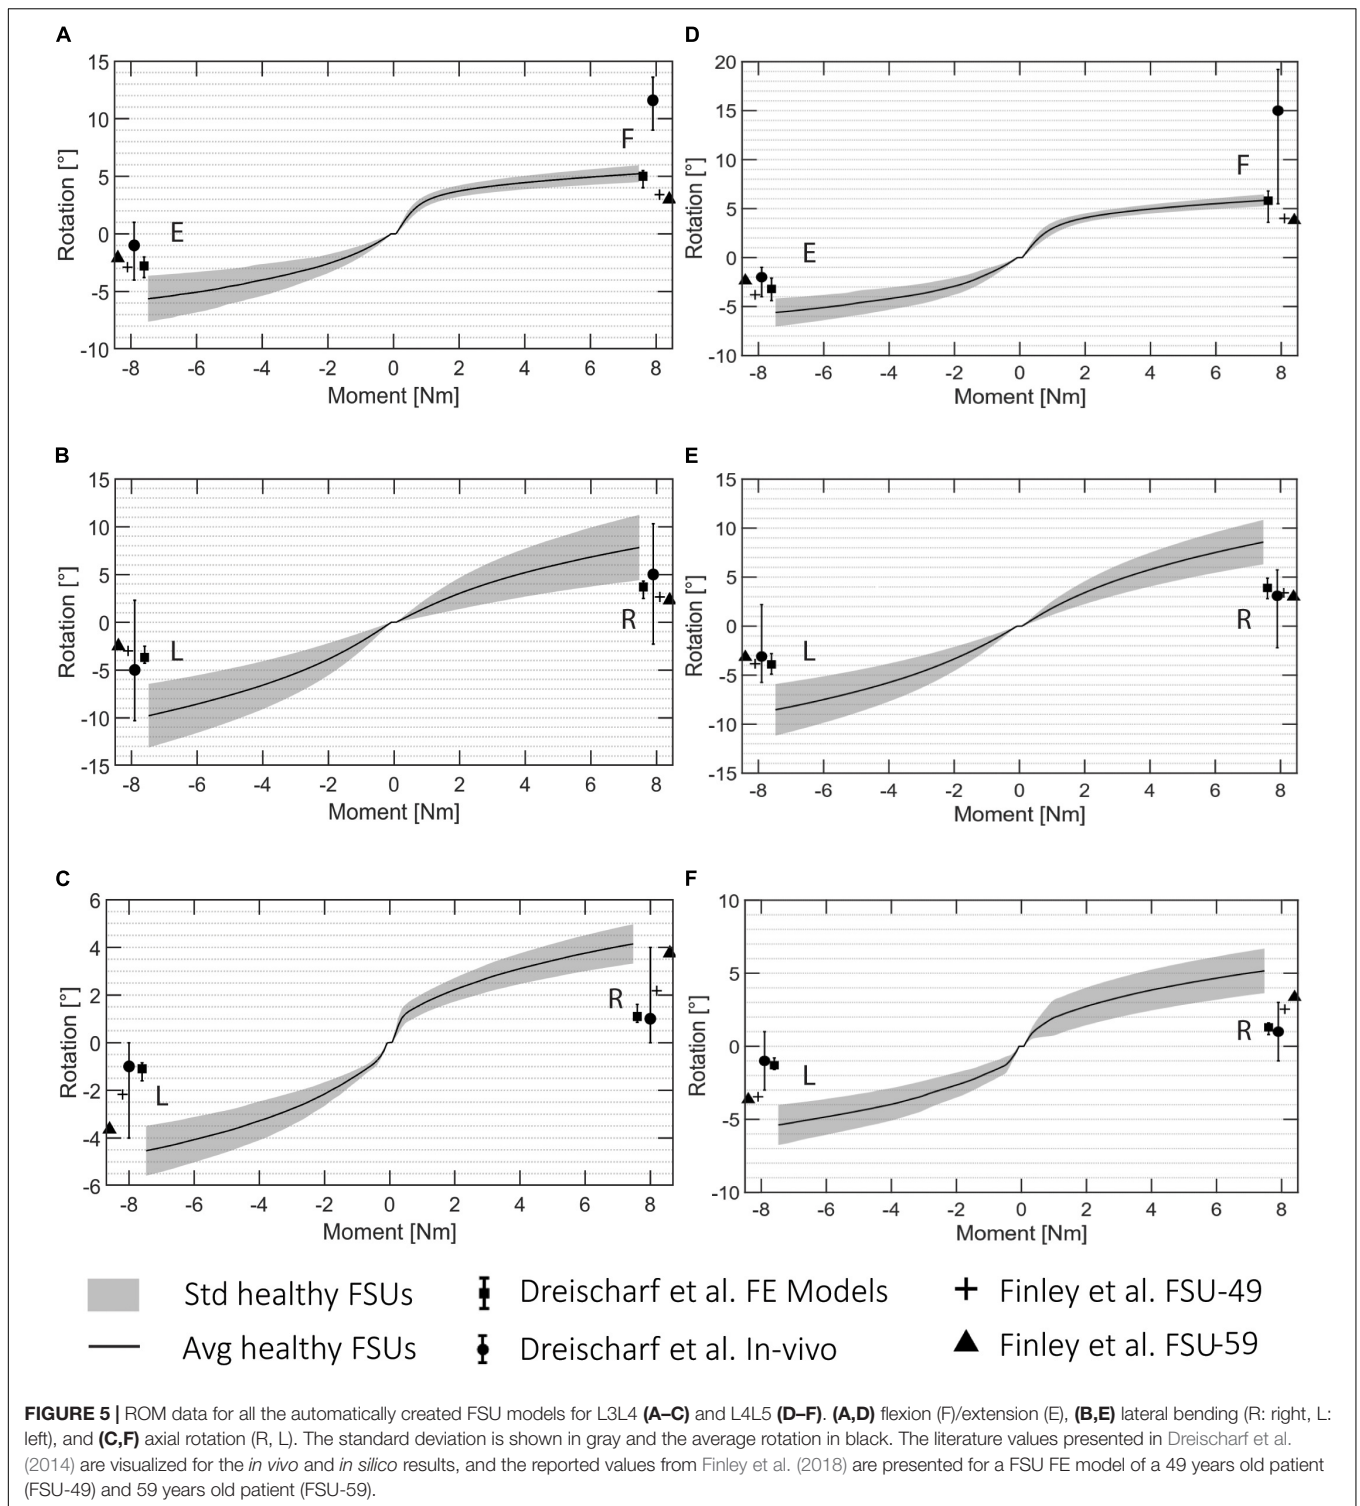 A
15
10
5
0
-5
-10
Rotation [°]
F
E
-8 -6 -4 -2 0 2 4 6 8
Moment [Nm]
D
20
15
10
5
0
-5
-10
Rotation [°]
F
E
-8 -6 -4 -2 0 2 4 6 8
Moment [Nm]
B
15
10
5
0
-5
-10
-15
Rotation [°]
R
L
-8 -6 -4 -2 0 2 4 6 8
Moment [Nm]
E
15
10
5
0
-5
-10
-15
Rotation [°]
R
L
-8 -6 -4 -2 0 2 4 6 8
Moment [Nm]
C
6
4
2
0
-2
-4
-6
Rotation [°]
R
L
-8 -6 -4 -2 0 2 4 6 8
Moment [Nm]
F
10
5
0
-5
-10
Rotation [°]
R
L
-8 -6 -4 -2 0 2 4 6 8
Moment [Nm]
Std healthy FSUs
Dreischarf et al. FE Models
Finley et al. FSU-49
Avg healthy FSUs
Dreischarf et al. In-vivo
Finley et al. FSU-59
FIGURE 5 | ROM data for all the automatically created FSU models for L3L4 (A–C) and L4L5 (D–F). (A,D) flexion (F)/extension (E), (B,E) lateral bending (R: right, L:
left), and (C,F) axial rotation (R, L). The standard deviation is shown in gray and the average rotation in black. The literature values presented in Dreischarf et al.
(2014) are visualized for the in vivo and in silico results, and the reported values from Finley et al. (2018) are presented for a FSU FE model of a 49 years old patient
(FSU-49) and 59 years old patient (FSU-59).